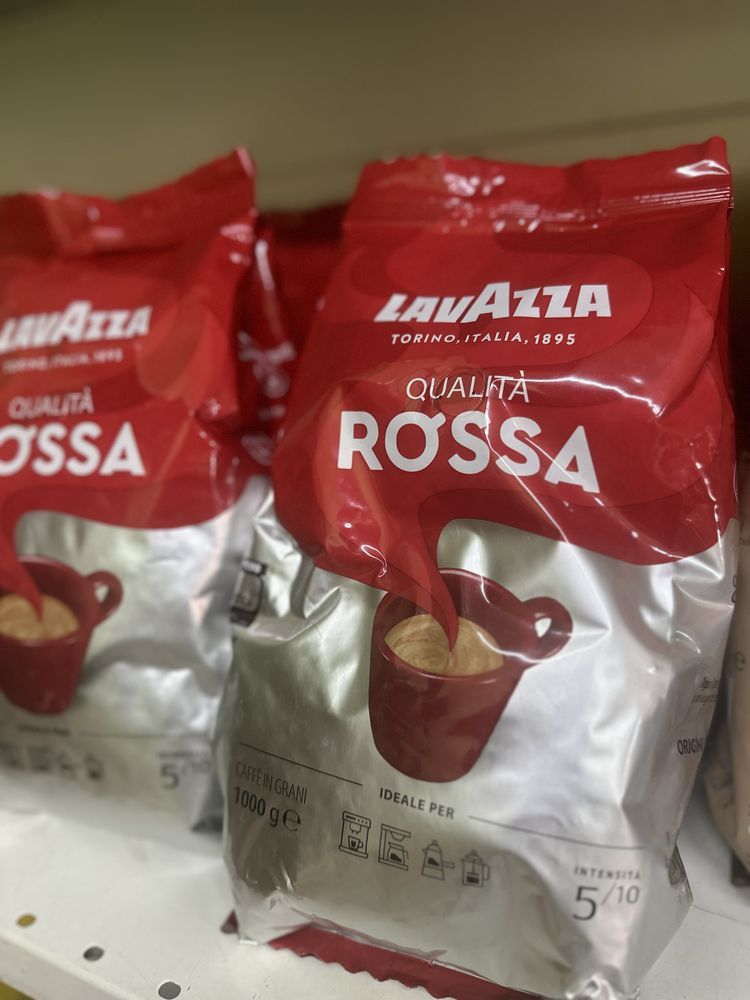 LAVAZZA
TORINO, ITALIA, 1895
QUALITÀ
ROSSA
LAVAZZA
TORINO, ITALIA, 1895
QUALITÀ
ROSSA
CAFFÈ IN GRANI
1000 g e
IDEALE PER
INTENSITÀ
5/10
5/10